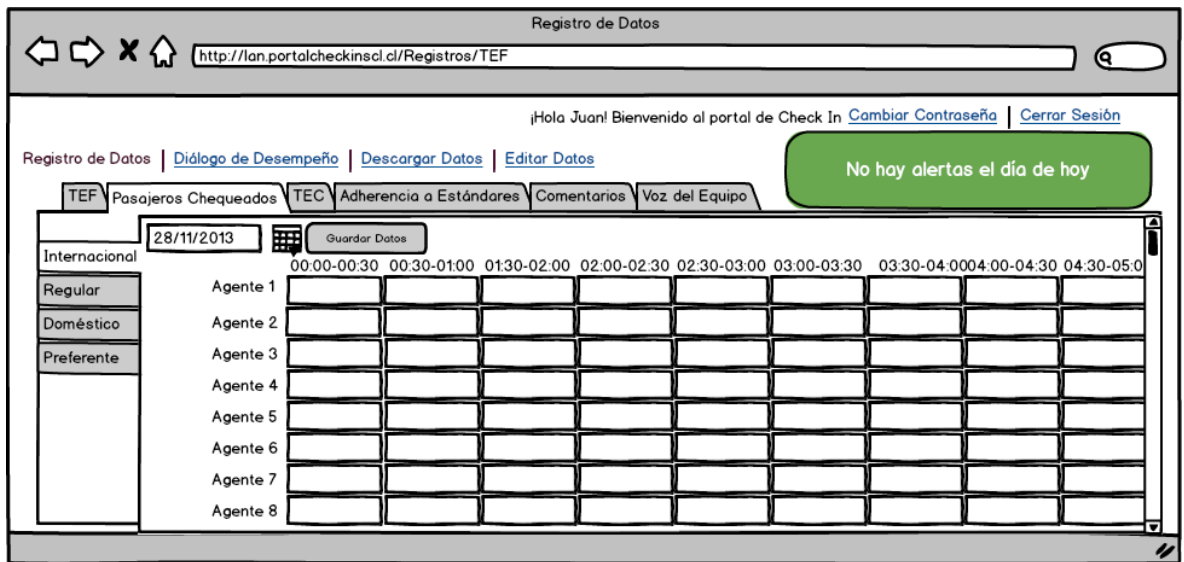 Registro de Datos
http://lan.portalcheckinscl.cl/Registros/TEF
¡Hola Juan! Bienvenido al portal de Check In Cambiar Contraseña | Cerrar Sesión
Registro de Datos | Diálogo de Desempeño | Descargar Datos | Editar Datos
No hay alertas el día de hoy
TEF Pasajeros Chequeados TEC Adherencia a Estándares Comentarios Voz del Equipo
28/11/2013 Guardar Datos
Internacional
Regular
Doméstico
Preferente
00:00-00:30 00:30-01:00 01:30-02:00 02:00-02:30 02:30-03:00 03:00-03:30 03:30-04:00 04:00-04:30 04:30-05:0
Agente 1
Agente 2
Agente 3
Agente 4
Agente 5
Agente 6
Agente 7
Agente 8